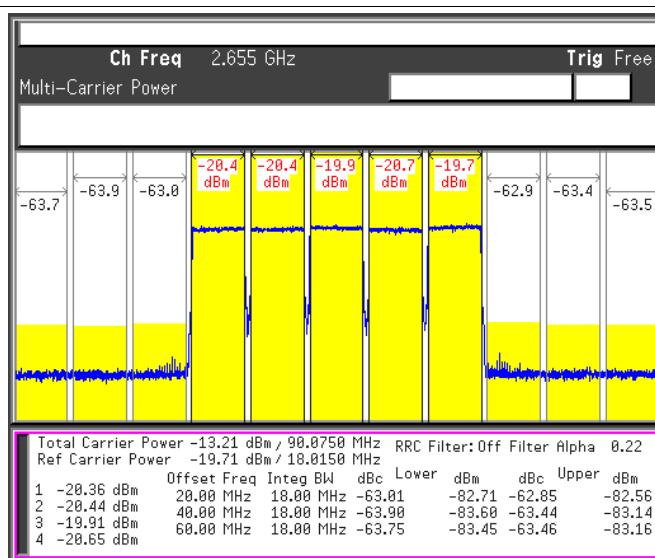 Ch Freq 2.655 GHz Trig Free
Multi-Carrier Power
-20.4 dBm -20.4 dBm -19.9 dBm -20.7 dBm -19.7 dBm
-63.7 -63.9 -63.0 -62.9 -63.4 -63.5
Total Carrier Power -13.21 dBm / 90.0750 MHz RRC Filter: Off Filter Alpha 0.22
Ref Carrier Power -19.71 dBm / 18.0150 MHz
Offset Freq Integ BW dBc Lower dBm dBc Upper dBm
1 -20.36 dBm 20.00 MHz 18.00 MHz -63.01 -82.71 -62.85 -82.56
2 -20.44 dBm 40.00 MHz 18.00 MHz -63.90 -83.60 -63.44 -83.14
3 -19.91 dBm 60.00 MHz 18.00 MHz -63.75 -83.45 -63.46 -83.16
4 -20.65 dBm